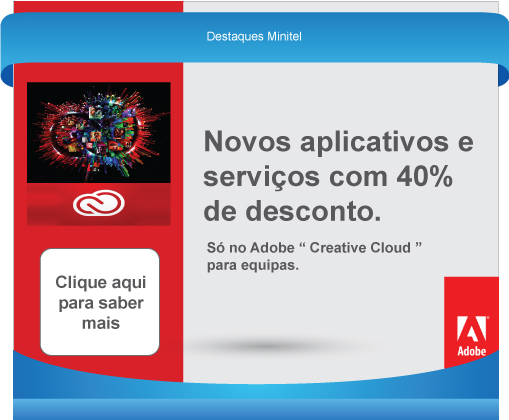 Destaques Minitel
Novos aplicativos e
serviços com 40%
de desconto.
Só no Adobe “ Creative Cloud ”
para equipas.
Clique aqui
para saber
mais
Adobe